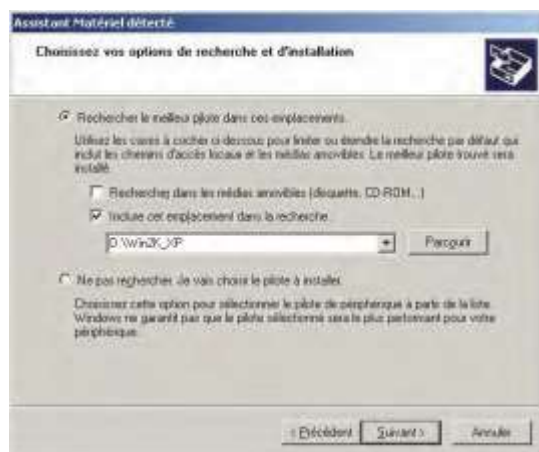 Assistant Matériel détecté
Choisissez vos options de recherche et d'installation
Rechercher le meilleur pilote dans ces emplacements.
Utilisez les cases à cocher ci-dessous pour limiter ou étendre la recherche par défaut qui
inclut les chemins d'accès locaux et les médias amovibles. Le meilleur pilote trouvé sera
installé.
Rechercher dans les médias amovibles (disquette, CD-ROM...)
Inclure cet emplacement dans la recherche :
D:\Win2K_XP
Parcourir
Ne pas rechercher. Je vais choisir le pilote à installer.
Choisissez cette option pour sélectionner le pilote de périphérique à partir de la liste.
Windows ne garantit pas que le pilote sélectionné sera le plus performant pour votre
périphérique.
< Précédent
Suivant >
Annuler